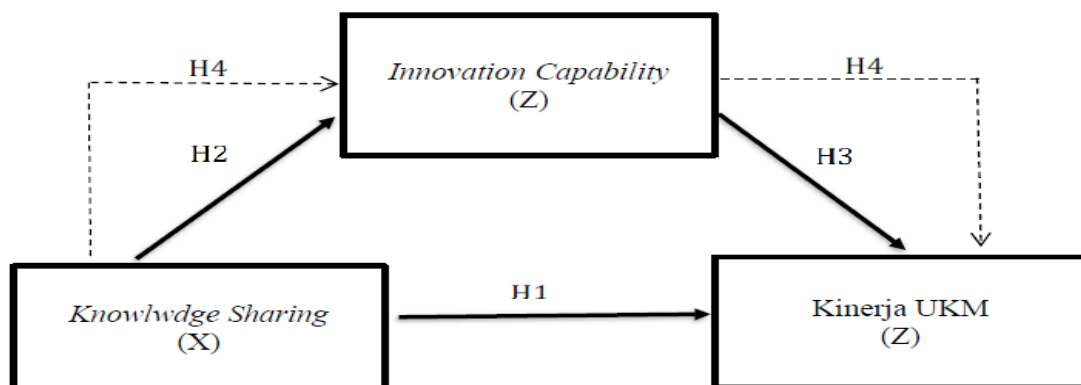 H4
Innovation Capability
(Z)
H4
H2
H3
Knowlwdge Sharing
(X)
H1
Kinerja UKM
(Z)